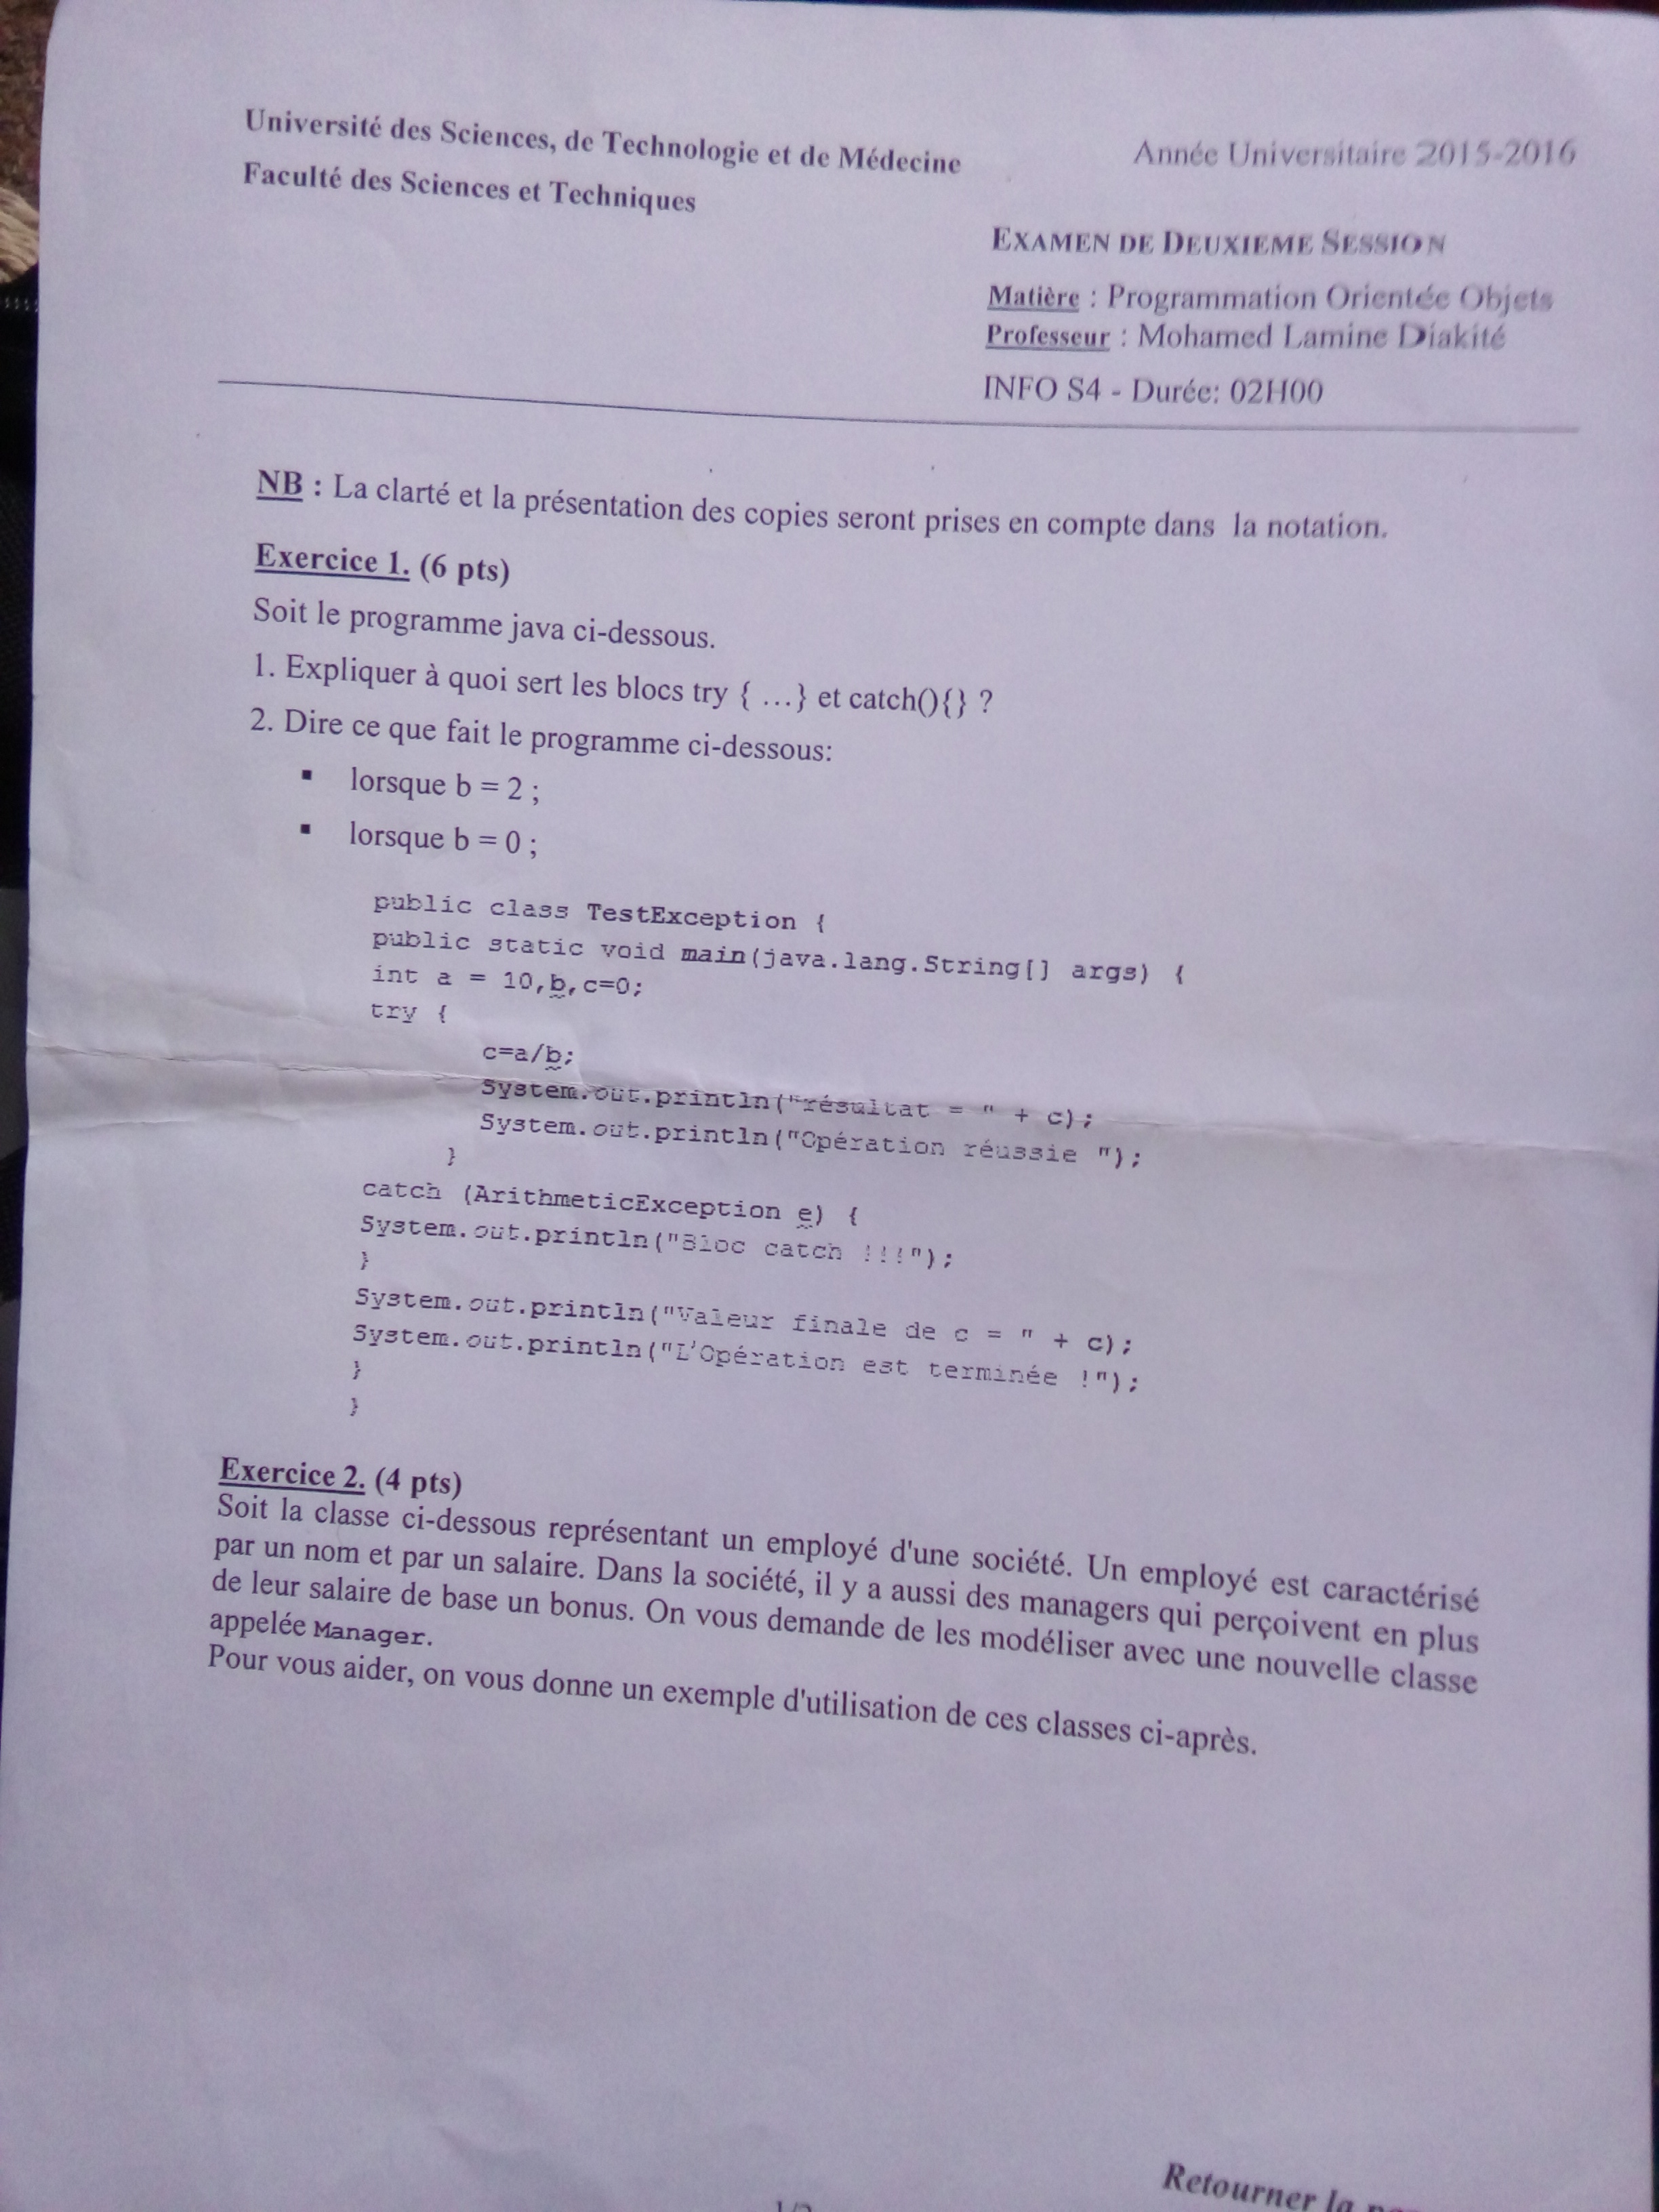 Université des Sciences, de Technologie et de Médecine
Faculté des Sciences et Techniques
Année Universitaire 2015-2016
EXAMEN DE DEUXIEME SESSION
Matière : Programmation Orientée Objets
Professeur : Mohamed Lamine Diakité
INFO S4 - Durée: 02H00
NB : La clarté et la présentation des copies seront prises en compte dans la notation.
Exercice 1. (6 pts)
Soit le programme java ci-dessous.
1. Expliquer à quoi sert les blocs try { ...} et catch(){} ?
2. Dire ce que fait le programme ci-dessous:
▪ lorsque b = 2 ;
▪ lorsque b = 0 ;
public class TestException {
public static void main(java.lang.String[] args) {
int a = 10,b,c=0;
try {
c=a/b;
System.out.println("résultat = " + c);
System.out.println("Opération réussie ");
}
catch (ArithmeticException e) {
System.out.println("Bloc catch !!!");
}
System.out.println("Valeur finale de c = " + c);
System.out.println("L'Opération est terminée !");
}
}
Exercice 2. (4 pts)
Soit la classe ci-dessous représentant un employé d'une société. Un employé est caractérisé
par un nom et par un salaire. Dans la société, il y a aussi des managers qui perçoivent en plus
de leur salaire de base un bonus. On vous demande de les modéliser avec une nouvelle classe
appelée Manager.
Pour vous aider, on vous donne un exemple d'utilisation de ces classes ci-après.
Retourner la